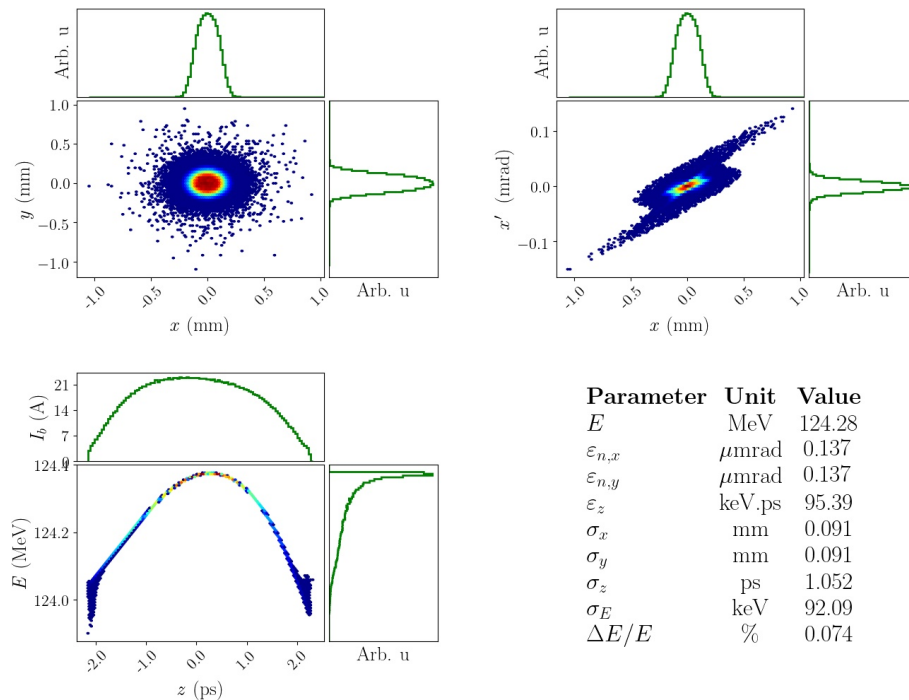 Arb. u
1.0
0.5
0.0
−0.5
−1.0
y (mm)
-1.0
-0.5
0.0
0.5
1.0
x (mm)
Arb. u
Arb. u
0.1
0.0
−0.1
x′ (mrad)
-1.0
-0.5
0.0
0.5
1.0
x (mm)
Arb. u
21
14
7
0
I_b (A)
124.4
124.2
124.0
E (MeV)
-2.0
-1.0
0.0
1.0
2.0
z (ps)
Arb. u
Parameter Unit Value
E MeV 124.28
ε_{n,x} μmrad 0.137
ε_{n,y} μmrad 0.137
ε_z keV.ps 95.39
σ_x mm 0.091
σ_y mm 0.091
σ_z ps 1.052
σ_E keV 92.09
ΔE/E % 0.074